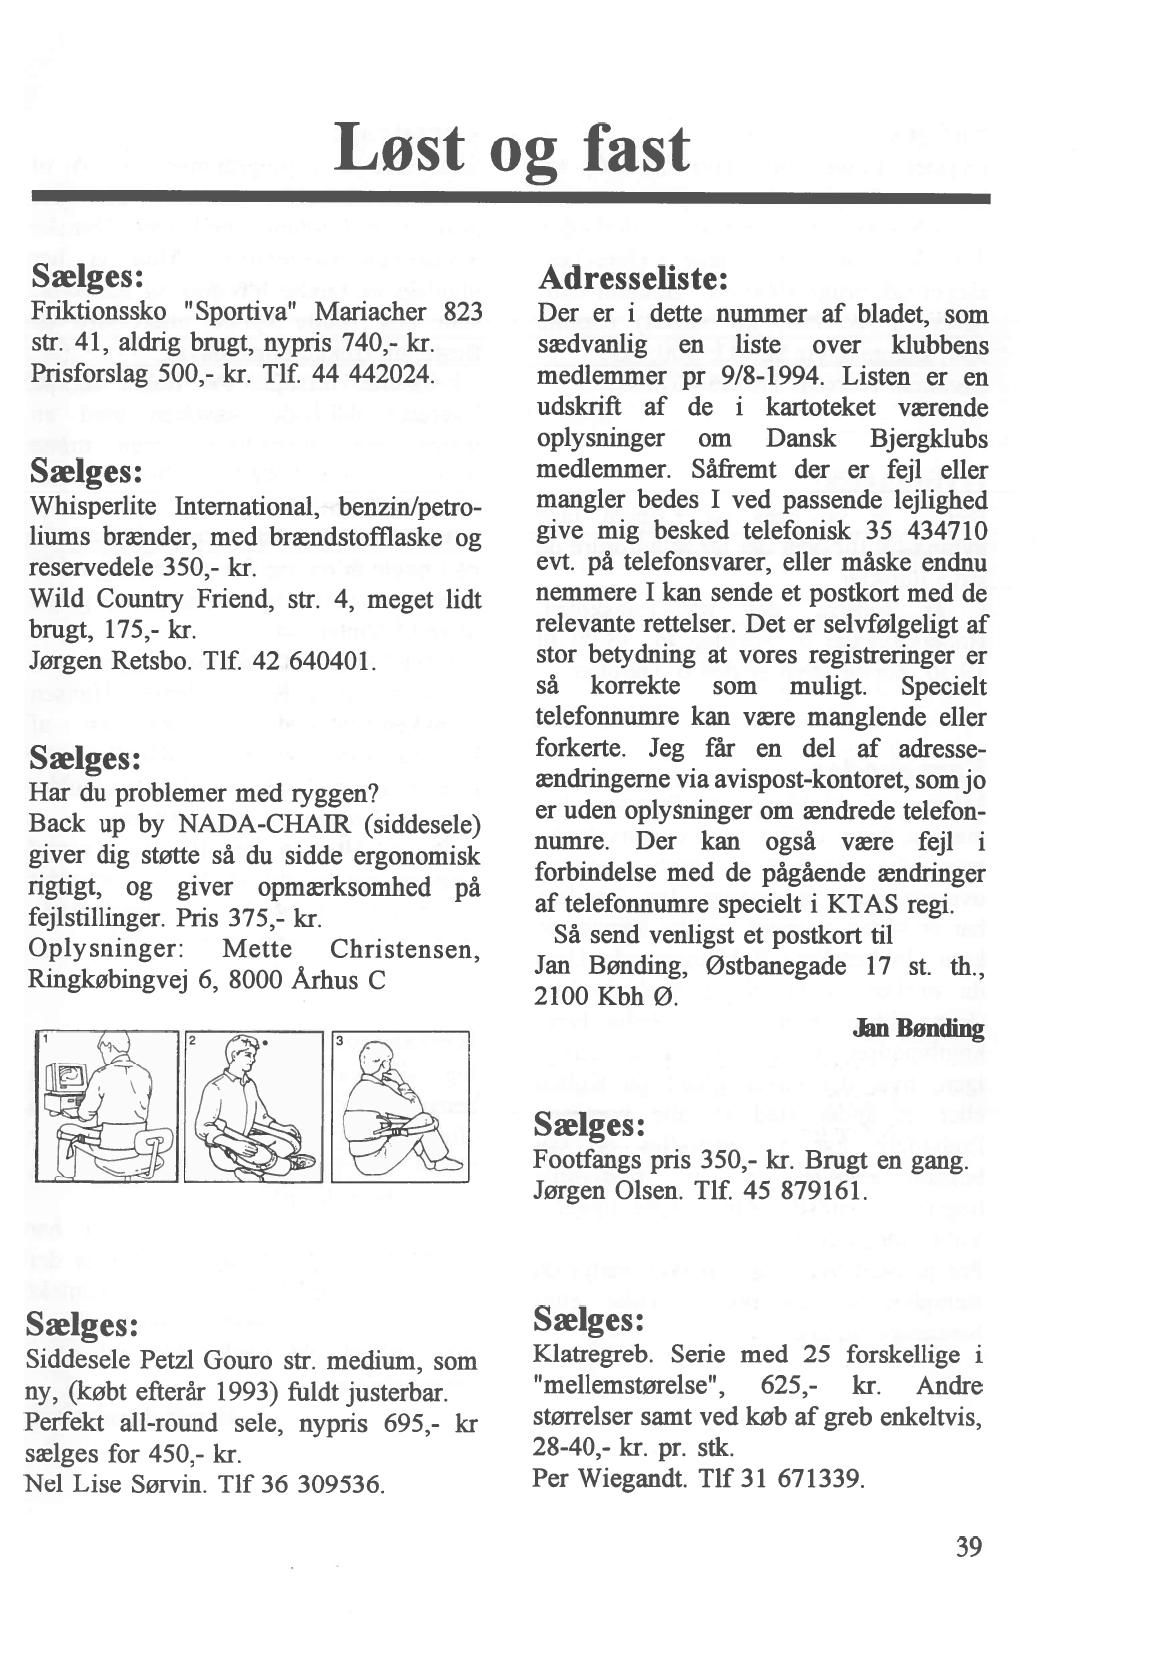 Løst og fast
Sælges:
Friktionssko "Sportiva" Mariacher 823
str. 41, aldrig brugt, nypris 740,- kr.
Prisforslag 500,- kr. Tlf. 44 442024.
Sælges:
Whisperlite International, benzin/petro-
liums brænder, med brændstofflaske og
reservedele 350,- kr.
Wild Country Friend, str. 4, meget lidt
brugt, 175,- kr.
Jørgen Retsbo. Tlf. 42 640401.
Sælges:
Har du problemer med ryggen?
Back up by NADA-CHAIR (siddesele)
giver dig støtte så du sidde ergonomisk
rigtigt, og giver opmærksomhed på
fejlstillinger. Pris 375,- kr.
Oplysninger: Mette Christensen,
Ringkøbingvej 6, 8000 Århus C
1
2
3
Sælges:
Siddesele Petzl Gouro str. medium, som
ny, (købt efterår 1993) fuldt justerbar.
Perfekt all-round sele, nypris 695,- kr
sælges for 450,- kr.
Nel Lise Sørvin. Tlf 36 309536.
Adresseliste:
Der er i dette nummer af bladet, som
sædvanlig en liste over klubbens
medlemmer pr 9/8-1994. Listen er en
udskrift af de i kartoteket værende
oplysninger om Dansk Bjergklubs
medlemmer. Såfremt der er fejl eller
mangler bedes I ved passende lejlighed
give mig besked telefonisk 35 434710
evt. på telefonsvarer, eller måske endnu
nemmere I kan sende et postkort med de
relevante rettelser. Det er selvfølgeligt af
stor betydning at vores registreringer er
så korrekte som muligt. Specielt
telefonnumre kan være manglende eller
forkerte. Jeg får en del af adresse-
ændringerne via avispost-kontoret, som jo
er uden oplysninger om ændrede telefon-
numre. Der kan også være fejl i
forbindelse med de pågående ændringer
af telefonnumre specielt i KTAS regi.
Så send venligst et postkort til
Jan Bønding, Østbanegade 17 st. th.,
2100 Kbh Ø.
Jan Bønding
Sælges:
Footfangs pris 350,- kr. Brugt en gang.
Jørgen Olsen. Tlf. 45 879161.
Sælges:
Klatregreb. Serie med 25 forskellige i
"mellemstørelse", 625,- kr. Andre
størrelser samt ved køb af greb enkeltvis,
28-40,- kr. pr. stk.
Per Wiegandt. Tlf 31 671339.
39